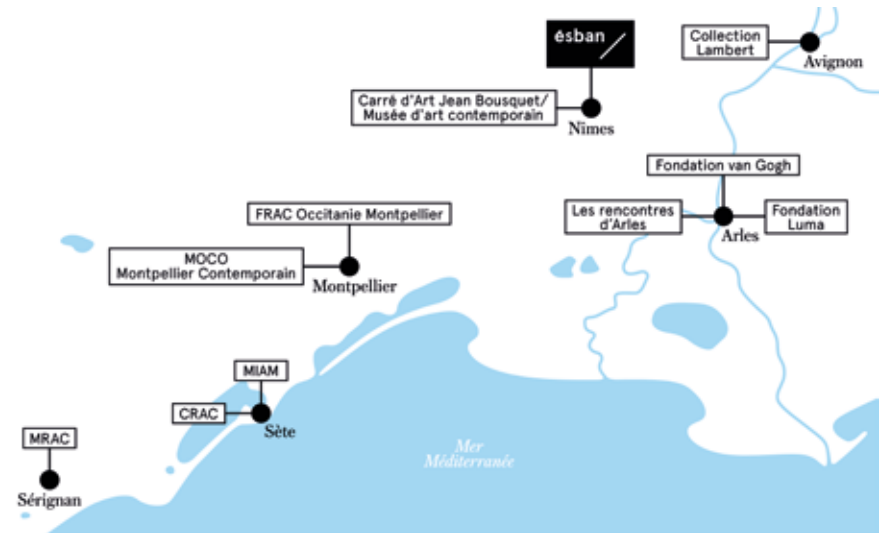 ésban
Collection
Lambert
Avignon
Carré d'Art Jean Bousquet/
Musée d'art contemporain
Nîmes
Fondation van Gogh
Les rencontres
d'Arles
Fondation
Luma
Arles
FRAC Occitanie Montpellier
MOCO
Montpellier Contemporain
Montpellier
MIAM
CRAC
Sète
MRAC
Sérignan
Mer
Méditerranée